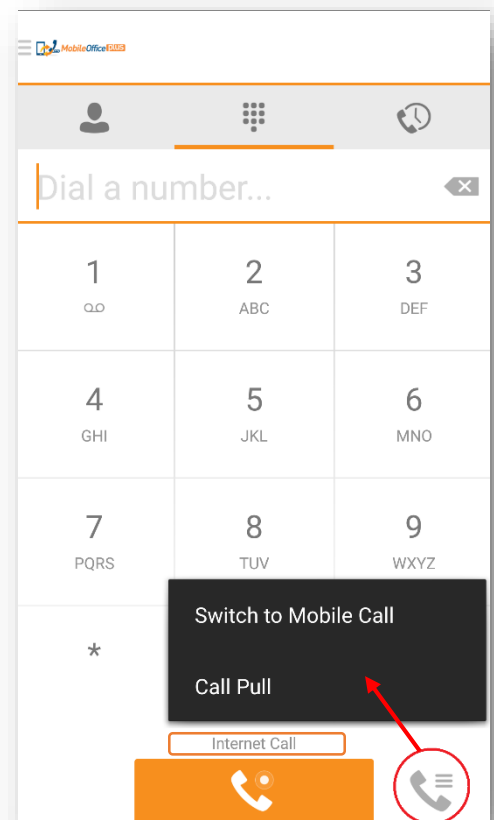 MobileOffice PLUS
Dial a number...
1
2
ABC
3
DEF
4
GHI
5
JKL
6
MNO
7
PQRS
8
TUV
9
WXYZ
*
Switch to Mobile Call
Call Pull
Internet Call